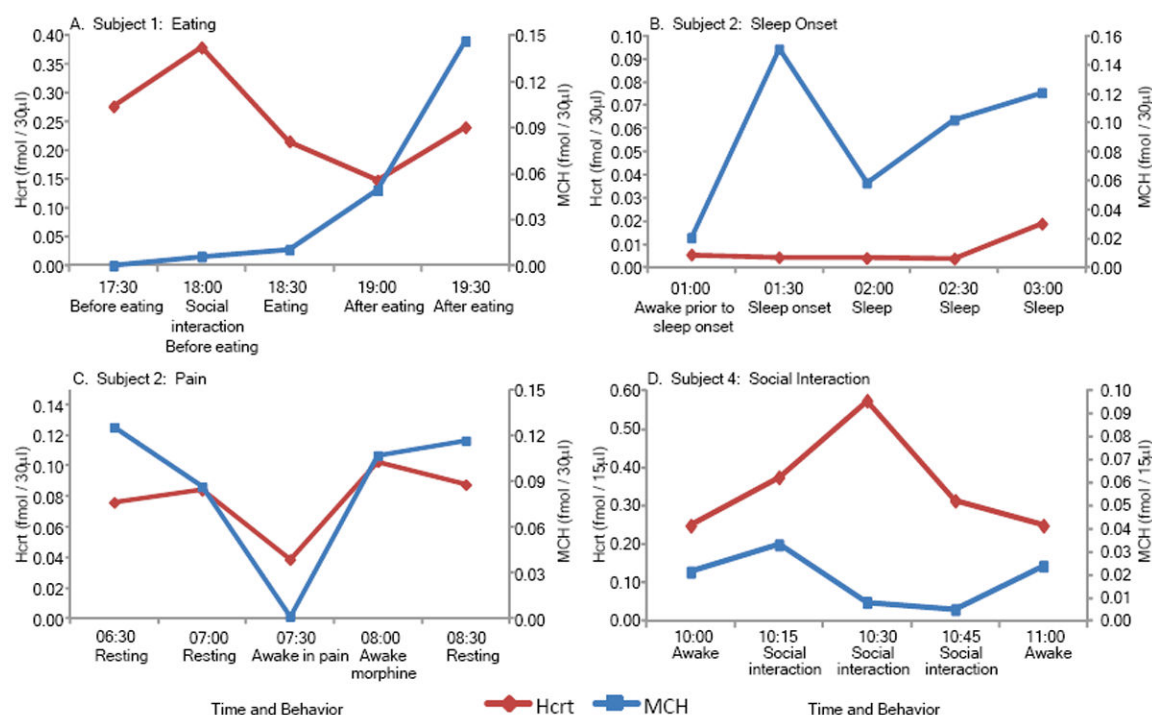 A. Subject 1: Eating
0.40
0.35
0.30
0.25
0.20
0.15
0.10
0.05
0.00
Hcrt (fmol / 30µl)
0.15
0.12
0.09
0.06
0.03
0.00
MCH (fmol / 30µl)
17:30 18:00 18:30 19:00 19:30
Before eating Social Eating After eating After eating
interaction
Before eating
B. Subject 2: Sleep Onset
0.10
0.09
0.08
0.07
0.06
0.05
0.04
0.03
0.02
0.01
0.00
Hcrt (fmol / 30µl)
0.16
0.14
0.12
0.10
0.08
0.06
0.04
0.02
0.00
MCH (fmol / 30µl)
01:00 01:30 02:00 02:30 03:00
Awake prior to Sleep onset Sleep Sleep Sleep
sleep onset
C. Subject 2: Pain
0.14
0.12
0.10
0.08
0.06
0.04
0.02
0.00
Hcrt (fmol / 30µl)
0.15
0.12
0.09
0.06
0.03
0.00
MCH (fmol / 30µl)
06:30 07:00 07:30 08:00 08:30
Resting Resting Awake in pain Awake Resting
morphine
Time and Behavior
D. Subject 4: Social Interaction
0.60
0.50
0.40
0.30
0.20
0.10
0.00
Hcrt (fmol / 15µl)
0.10
0.09
0.08
0.07
0.06
0.05
0.04
0.03
0.02
0.01
0.00
MCH (fmol / 15µl)
10:00 10:15 10:30 10:45 11:00
Awake Social Social Social Awake
interaction interaction interaction
Time and Behavior
Hcrt MCH